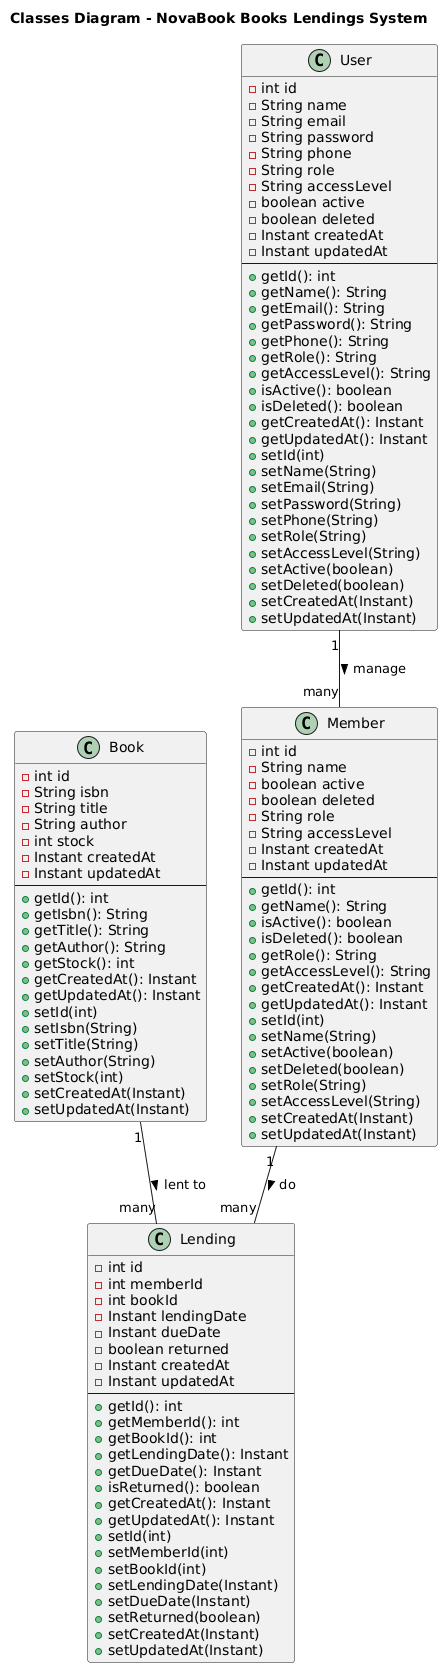 Classes Diagram - NovaBook Books Lendings System
C User
int id
String name
String email
String password
String phone
String role
String accessLevel
boolean active
boolean deleted
Instant createdAt
Instant updatedAt
getId(): int
getName(): String
getEmail(): String
getPassword(): String
getPhone(): String
getRole(): String
getAccessLevel(): String
isActive(): boolean
isDeleted(): boolean
getCreatedAt(): Instant
getUpdatedAt(): Instant
setId(int)
setName(String)
setEmail(String)
setPassword(String)
setPhone(String)
setRole(String)
setAccessLevel(String)
setActive(boolean)
setDeleted(boolean)
setCreatedAt(Instant)
setUpdatedAt(Instant)
1
manage
many
C Member
int id
String name
boolean active
boolean deleted
String role
String accessLevel
Instant createdAt
Instant updatedAt
getId(): int
getName(): String
isActive(): boolean
isDeleted(): boolean
getRole(): String
getAccessLevel(): String
getCreatedAt(): Instant
getUpdatedAt(): Instant
setId(int)
setName(String)
setActive(boolean)
setDeleted(boolean)
setRole(String)
setAccessLevel(String)
setCreatedAt(Instant)
setUpdatedAt(Instant)
C Book
int id
String isbn
String title
String author
int stock
Instant createdAt
Instant updatedAt
getId(): int
getIsbn(): String
getTitle(): String
getAuthor(): String
getStock(): int
getCreatedAt(): Instant
getUpdatedAt(): Instant
setId(int)
setIsbn(String)
setTitle(String)
setAuthor(String)
setStock(int)
setCreatedAt(Instant)
setUpdatedAt(Instant)
1
lent to
many
1
do
many
C Lending
int id
int memberId
int bookId
Instant lendingDate
Instant dueDate
boolean returned
Instant createdAt
Instant updatedAt
getId(): int
getMemberId(): int
getBookId(): int
getLendingDate(): Instant
getDueDate(): Instant
isReturned(): boolean
getCreatedAt(): Instant
getUpdatedAt(): Instant
setId(int)
setMemberId(int)
setBookId(int)
setLendingDate(Instant)
setDueDate(Instant)
setReturned(boolean)
setCreatedAt(Instant)
setUpdatedAt(Instant)